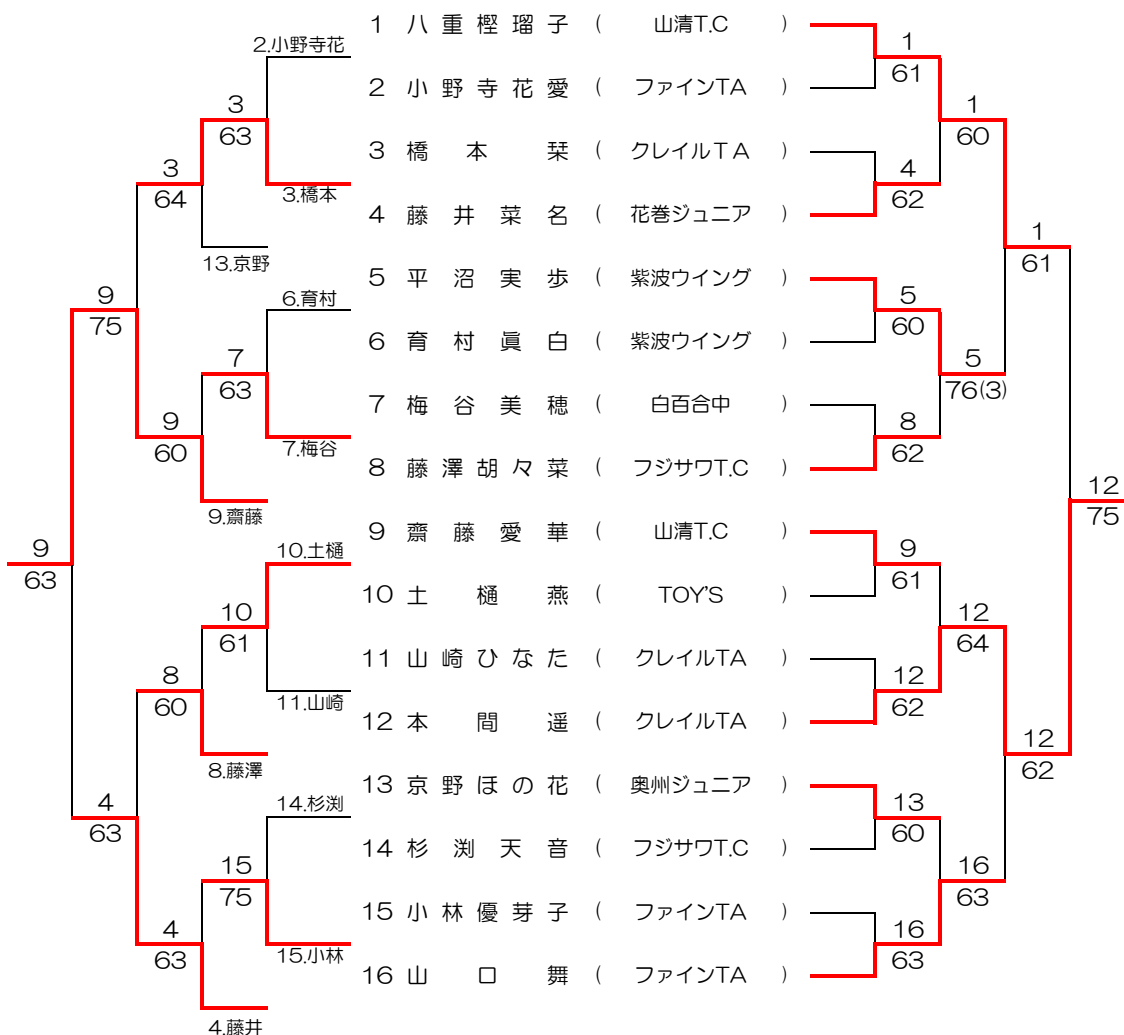 1 八重樫瑠子 ( 山清T.C )
2.小野寺花
1
61
2 小野寺花愛 ( ファインTA )
3
63
1
60
3 橋本 栞 ( クレイルTA )
3
64
3.橋本
4
62
4 藤井菜名 ( 花巻ジュニア )
13.京野
1
61
5 平沼実歩 ( 紫波ウイング )
9
75
6.育村
5
60
6 育村眞白 ( 紫波ウイング )
7
63
5
76(3)
7 梅谷美穂 ( 白百合中 )
9
60
7.梅谷
8
62
8 藤澤胡々菜 ( フジサワT.C )
9.齋藤
12
75
9 齋藤愛華 ( 山清T.C )
9
63
10.土樋
9
61
10 土樋 燕 ( TOY'S )
10
61
12
64
11 山崎ひなた ( クレイルTA )
8
60
11.山崎
12
62
12 本間 遥 ( クレイルTA )
8.藤澤
12
62
13 京野ほの花 ( 奥州ジュニア )
4
63
14.杉渕
13
60
14 杉渕天音 ( フジサワT.C )
15
75
16
63
15 小林優芽子 ( ファインTA )
4
63
15.小林
16
63
16 山口 舞 ( ファインTA )
4.藤井